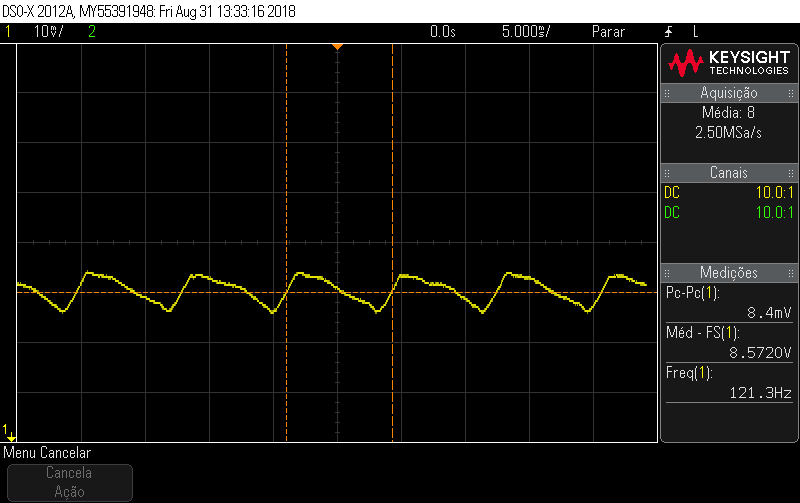 DSO-X 2012A, MY55391948: Fri Aug 31 13:33:16 2018
1 10mV/ 2 0.0s 5.000ms/ Parar L
KEYSIGHT
TECHNOLOGIES
Aquisição
Média: 8
2.50MSa/s
Canais
DC 10.0:1
DC 10.0:1
Medições
Pc-Pc(1):
8.4mV
Méd - FS(1):
8.5720V
Freq(1):
121.3Hz
1
Menu Cancelar
Cancela
Ação